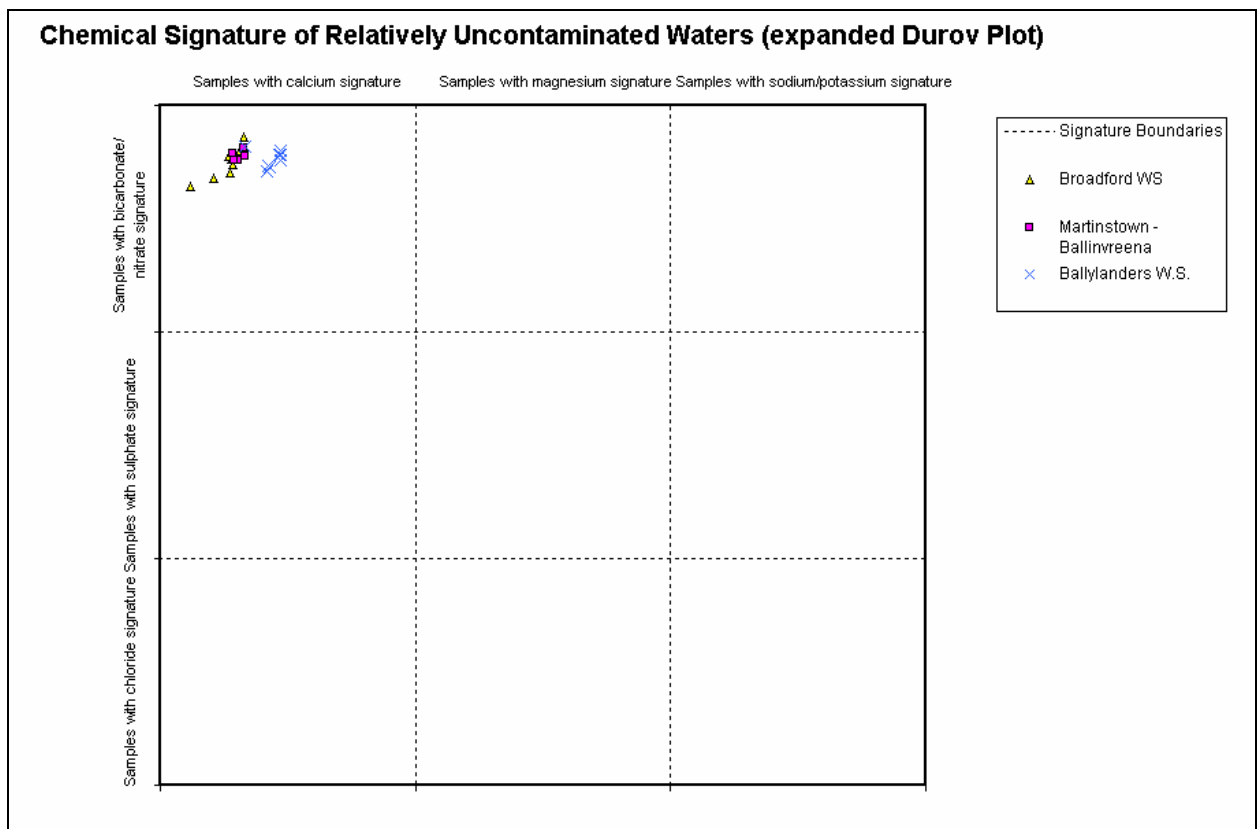 Chemical Signature of Relatively Uncontaminated Waters (expanded Durov Plot)
Samples with calcium signature
Samples with magnesium signature
Samples with sodium/potassium signature
Samples with bicarbonate/
nitrate signature
Samples with sulphate signature
Samples with chloride signature
Signature Boundaries
Broadford WS
Martinstown -
Ballinvreena
Ballylanders W.S.